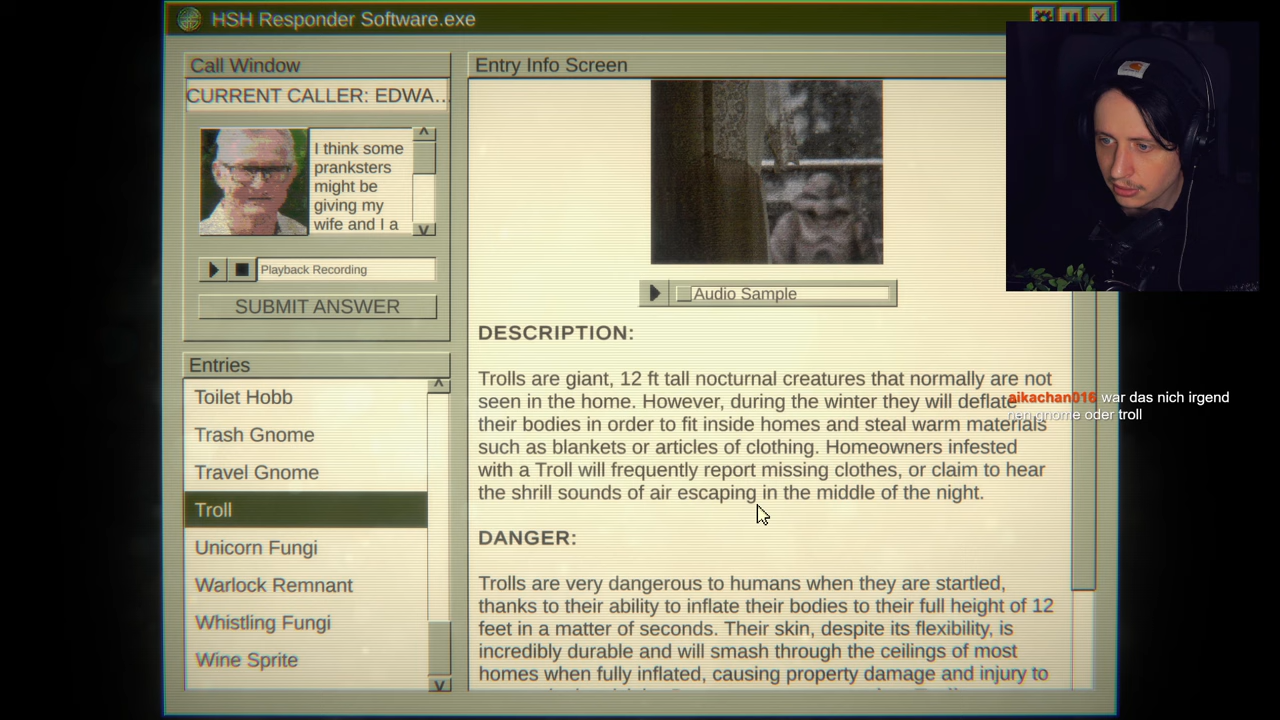 HSH Responder Software.exe
Call Window
CURRENT CALLER: EDWA...
I think some
pranksters
might be
giving my
wife and I a
Playback Recording
SUBMIT ANSWER
Entries
Toilet Hobb
Trash Gnome
Travel Gnome
Troll
Unicorn Fungi
Warlock Remnant
Whistling Fungi
Wine Sprite
Entry Info Screen
Audio Sample
DESCRIPTION:
Trolls are giant, 12 ft tall nocturnal creatures that normally are not
seen in the home. However, during the winter they will deflate
their bodies in order to fit inside homes and steal warm materials
such as blankets or articles of clothing. Homeowners infested
with a Troll will frequently report missing clothes, or claim to hear
the shrill sounds of air escaping in the middle of the night.
DANGER:
Trolls are very dangerous to humans when they are startled,
thanks to their ability to inflate their bodies to their full height of 12
feet in a matter of seconds. Their skin, despite its flexibility, is
incredibly durable and will smash through the ceilings of most
homes when fully inflated, causing property damage and injury to
aikachan016 war das nich irgend
nen gnome oder troll